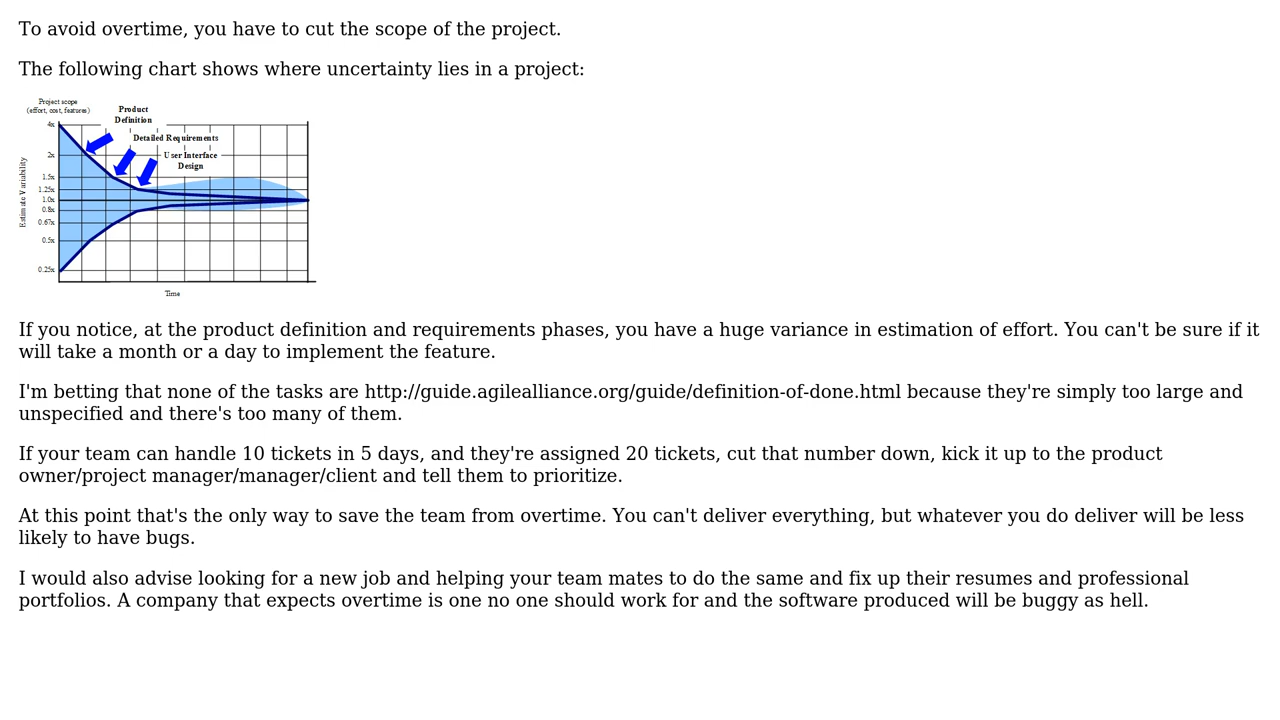 To avoid overtime, you have to cut the scope of the project.
The following chart shows where uncertainty lies in a project:
Project scope
(effort, cost, features)
Product
Definition
Detailed Requirements
User Interface
Design
4x
2x
1.5x
1.25x
1.0x
0.8x
0.67x
0.5x
0.25x
Estimate Variability
Time
If you notice, at the product definition and requirements phases, you have a huge variance in estimation of effort. You can't be sure if it
will take a month or a day to implement the feature.
I'm betting that none of the tasks are http://guide.agilealliance.org/guide/definition-of-done.html because they're simply too large and
unspecified and there's too many of them.
If your team can handle 10 tickets in 5 days, and they're assigned 20 tickets, cut that number down, kick it up to the product
owner/project manager/manager/client and tell them to prioritize.
At this point that's the only way to save the team from overtime. You can't deliver everything, but whatever you do deliver will be less
likely to have bugs.
I would also advise looking for a new job and helping your team mates to do the same and fix up their resumes and professional
portfolios. A company that expects overtime is one no one should work for and the software produced will be buggy as hell.